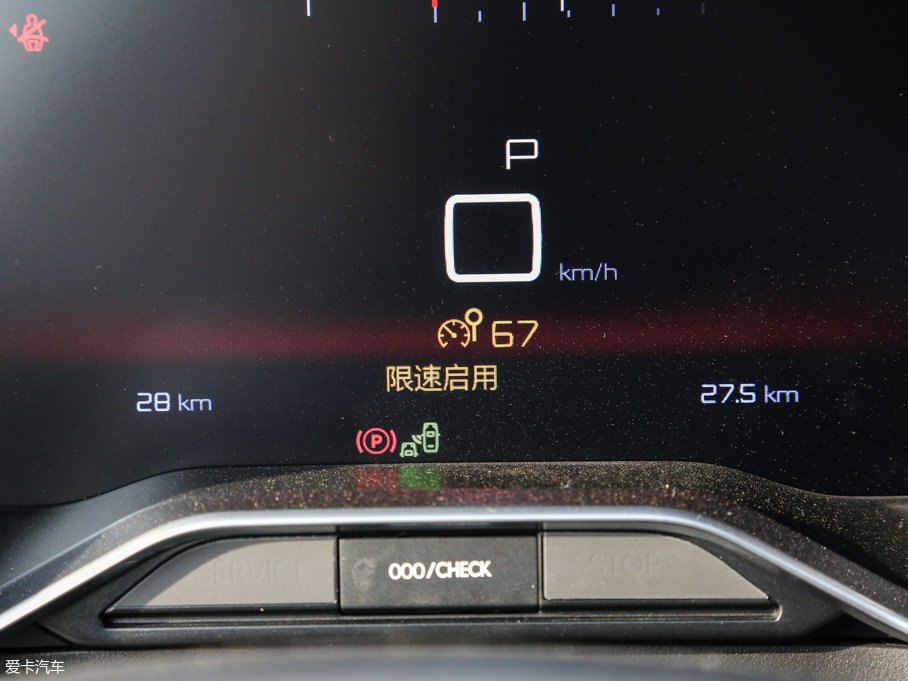 P
0 km/h
67
限速启用
28 km
27.5 km
P
SERVICE
000/CHECK
STOP
爱卡汽车